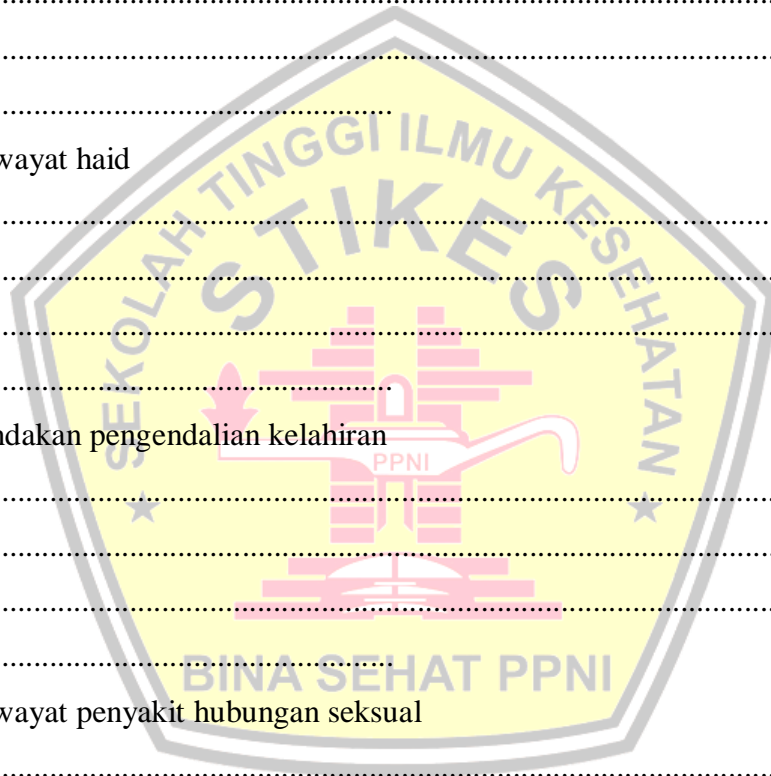 ................................................................................................
................................................................................................
.................................................
wayat haid
................................................................................................
................................................................................................
................................................................................................
.................................................
ndakan pengendalian kelahiran
................................................................................................
................................................................................................
................................................................................................
.................................................
wayat penyakit hubungan seksual
................................................................................................
SEKOLAH TINGGI ILMU KESEHATAN
STIKES
PPNI
BINA SEHAT PPNI